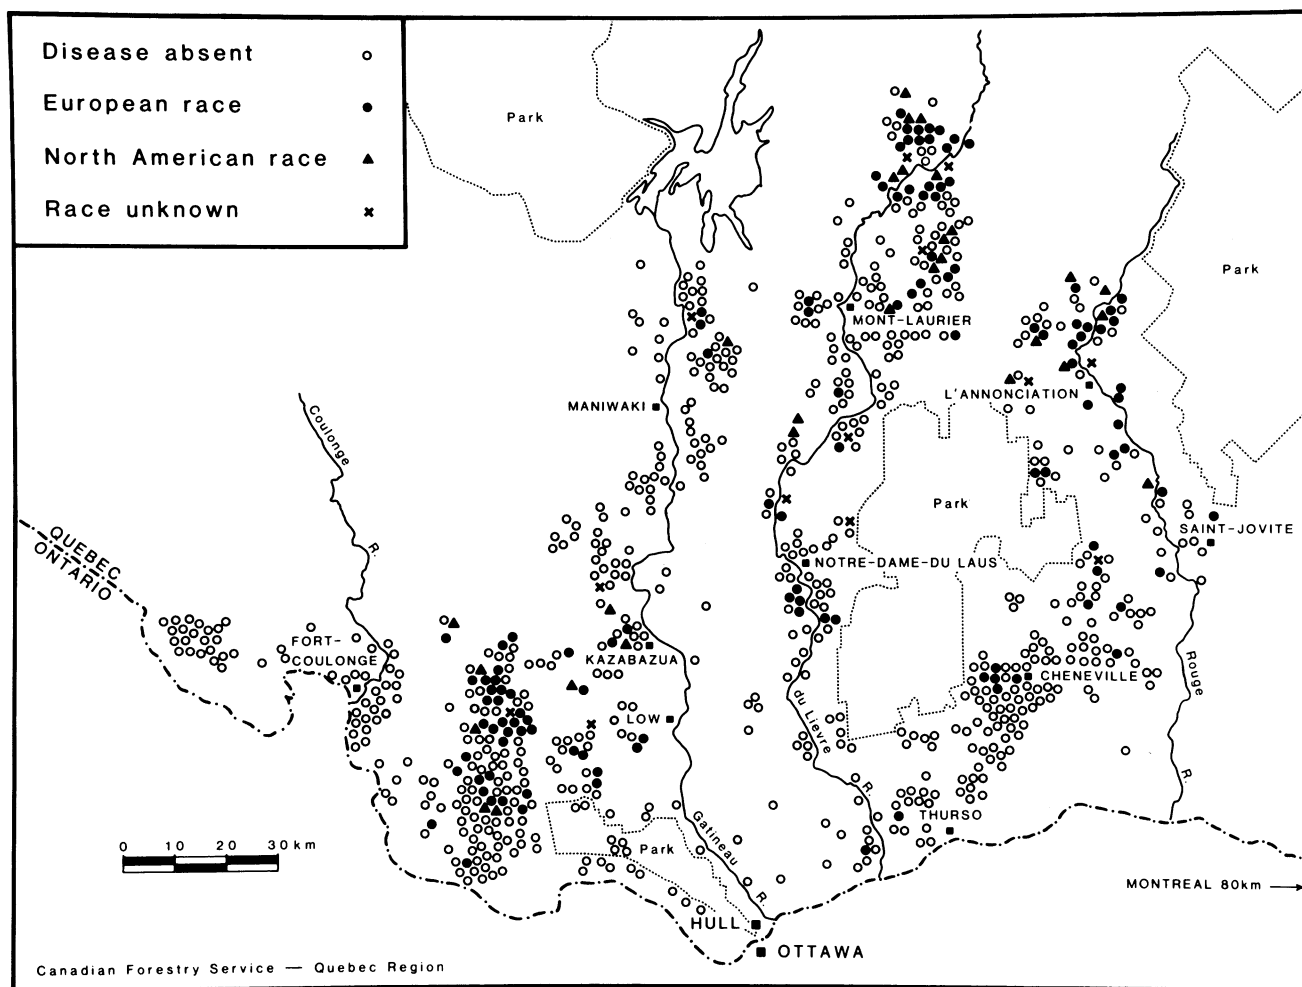 Disease absent
European race
North American race
Race unknown
Park
Park
MONT-LAURIER
MANIWAKI
L'ANNONCIATION
Coulonge
R.
Park
SAINT-JOVITE
QUEBEC
ONTARIO
NOTRE-DAME-DU LAUS
FORT-
COULONGE
KAZABAZUA
CHENEVILLE
Rouge
R.
LOW
du Lievre
R.
Gatineau
R.
THURSO
0 10 20 30 km
Park
MONTREAL 80km
HULL
OTTAWA
Canadian Forestry Service — Quebec Region